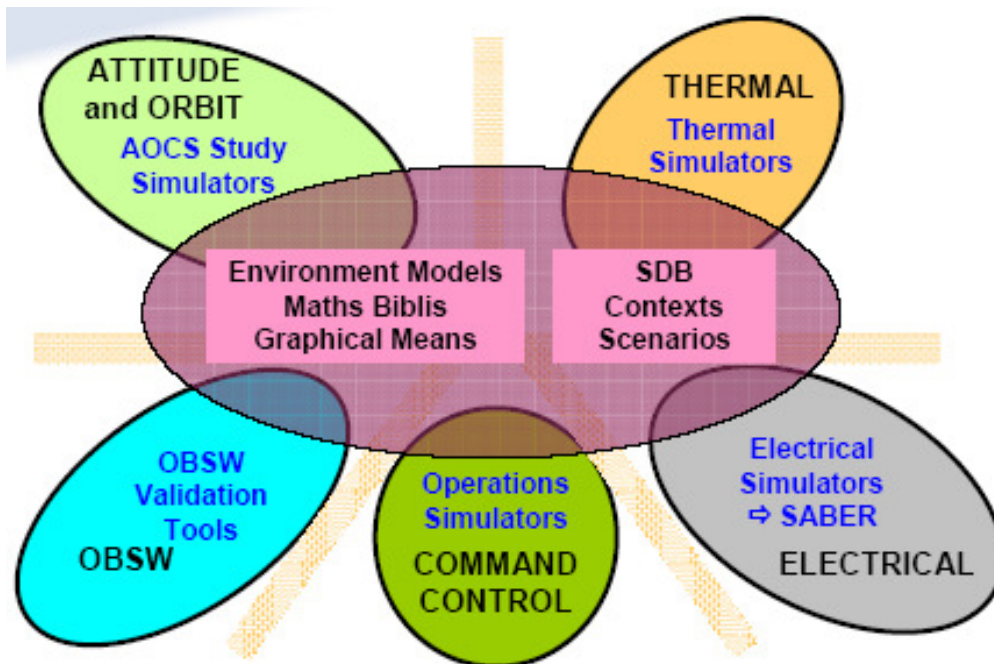 ATTITUDE
and ORBIT
AOCS Study
Simulators
THERMAL
Thermal
Simulators
Environment Models
Maths Biblis
Graphical Means
SDB
Contexts
Scenarios
OBSW
Validation
Tools
OBSW
Operations
Simulators
COMMAND
CONTROL
Electrical
Simulators
⇨ SABER
ELECTRICAL